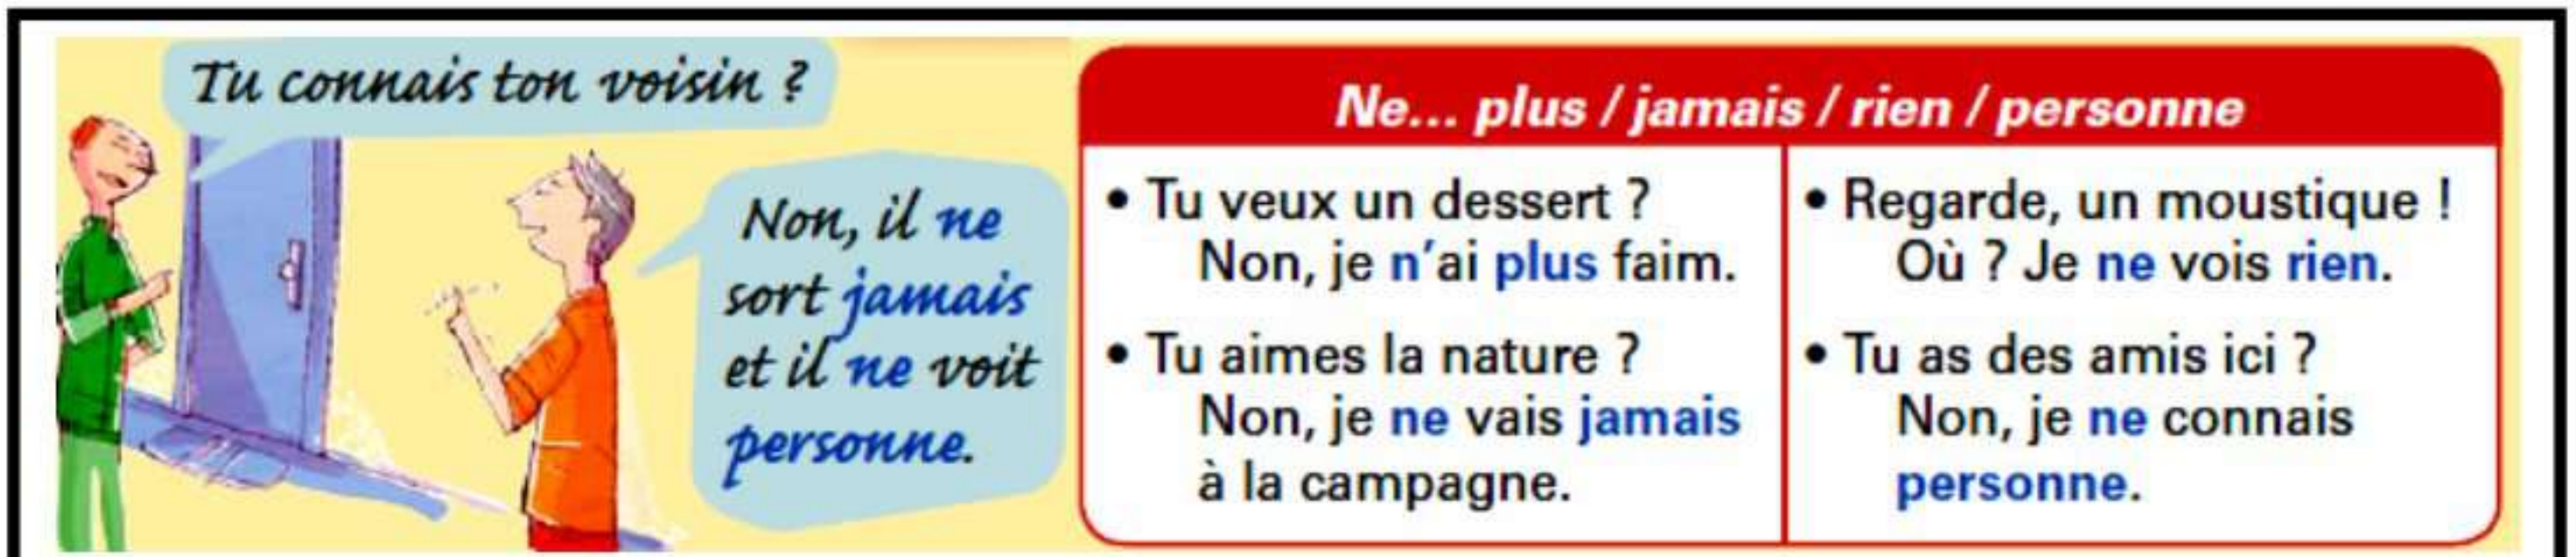 Tu connais ton voisin ?
Non, il ne
sort jamais
et il ne voit
personne.
Ne... plus / jamais / rien / personne
• Tu veux un dessert ?
Non, je n'ai plus faim.
• Tu aimes la nature ?
Non, je ne vais jamais
à la campagne.
• Regarde, un moustique !
Où ? Je ne vois rien.
• Tu as des amis ici ?
Non, je ne connais
personne.